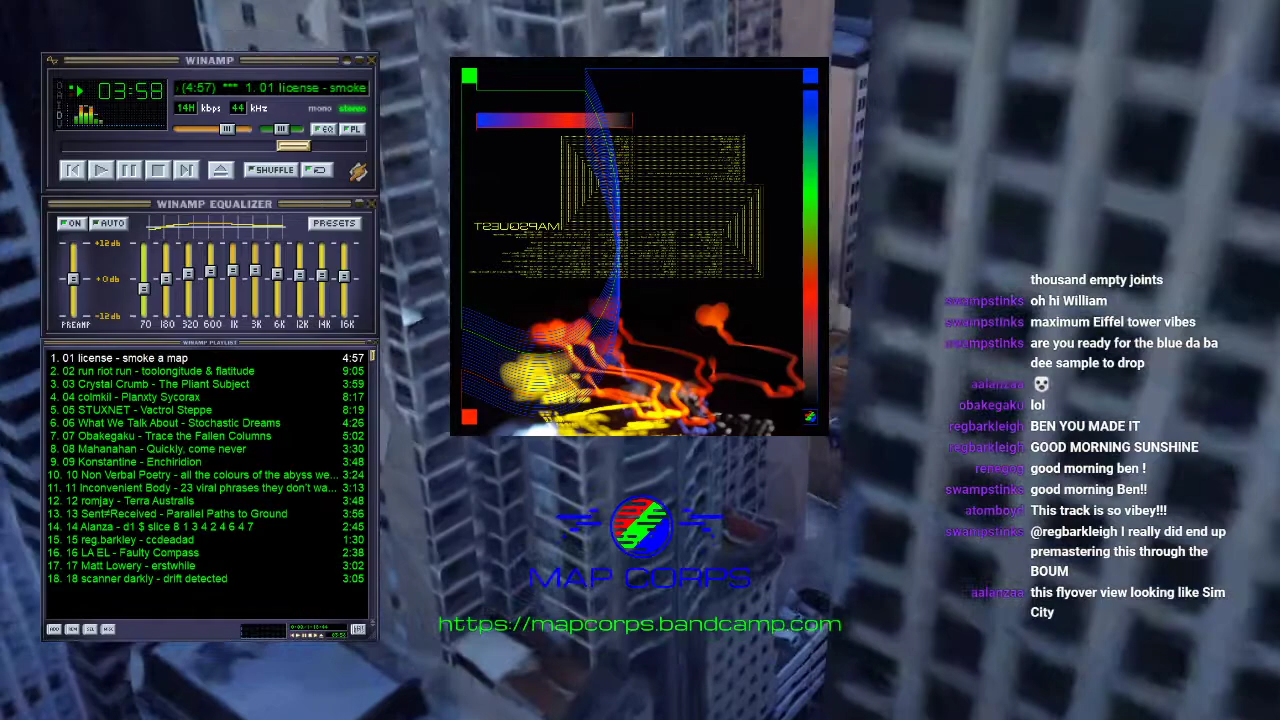 WINAMP
03:58
(4:57) *** 1. 01 license - smoke
kbps 44 kHz mono stereo
EQ PL
SHUFFLE
WINAMP EQUALIZER
ON AUTO PRESETS
+12 db
+0 db
-12 db
PREAMP 70 180 320 600 1K 3K 6K 12K 14K 16K
WINAMP PLAYLIST
1. 01 license - smoke a map 4:57
2. 02 run riot run - toolongitude & flatitude 9:05
3. 03 Crystal Crumb - The Pliant Subject 3:59
4. 04 colmkil - Planxty Sycorax 8:17
5. 05 STUXNET - Vactrol Steppe 8:19
6. 06 What We Talk About - Stochastic Dreams 4:26
7. 07 Obakegaku - Trace the Fallen Columns 5:02
8. 08 Mahanahan - Quickly, come never 3:30
9. 09 Konstantine - Enchiridion 3:48
10. 10 Non Verbal Poetry - all the colours of the abyss we... 3:24
11. 11 Inconvenient Body - 23 viral phrases they don't wa... 3:13
12. 12 romjay - Terra Australis 3:48
13. 13 Sent≠Received - Parallel Paths to Ground 3:56
14. 14 Alanza - d1 $ slice 8 1 3 4 2 4 6 4 7 2:45
15. 15 reg.barkley - ccdeadad 1:30
16. 16 LA EL - Faulty Compass 2:38
17. 17 Matt Lowery - erstwhile 3:02
18. 18 scanner darkly - drift detected 3:05
MAPSQUEST
MAP CORPS
https://mapcorps.bandcamp.com
thousand empty joints
swampstinks oh hi William
swampstinks maximum Eiffel tower vibes
swampstinks are you ready for the blue da ba
dee sample to drop
aalanzaa
obakegaku lol
regbarkleigh BEN YOU MADE IT
regbarkleigh GOOD MORNING SUNSHINE
good morning ben !
swampstinks good morning Ben!!
atomboyd This track is so vibey!!!
swampstinks @regbarkleigh I really did end up
premastering this through the
BOUM
aalanzaa this flyover view looking like Sim
City